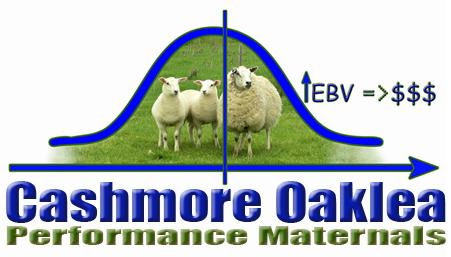 ↑EBV =>$$$
Cashmore Oaklea
Performance Maternals